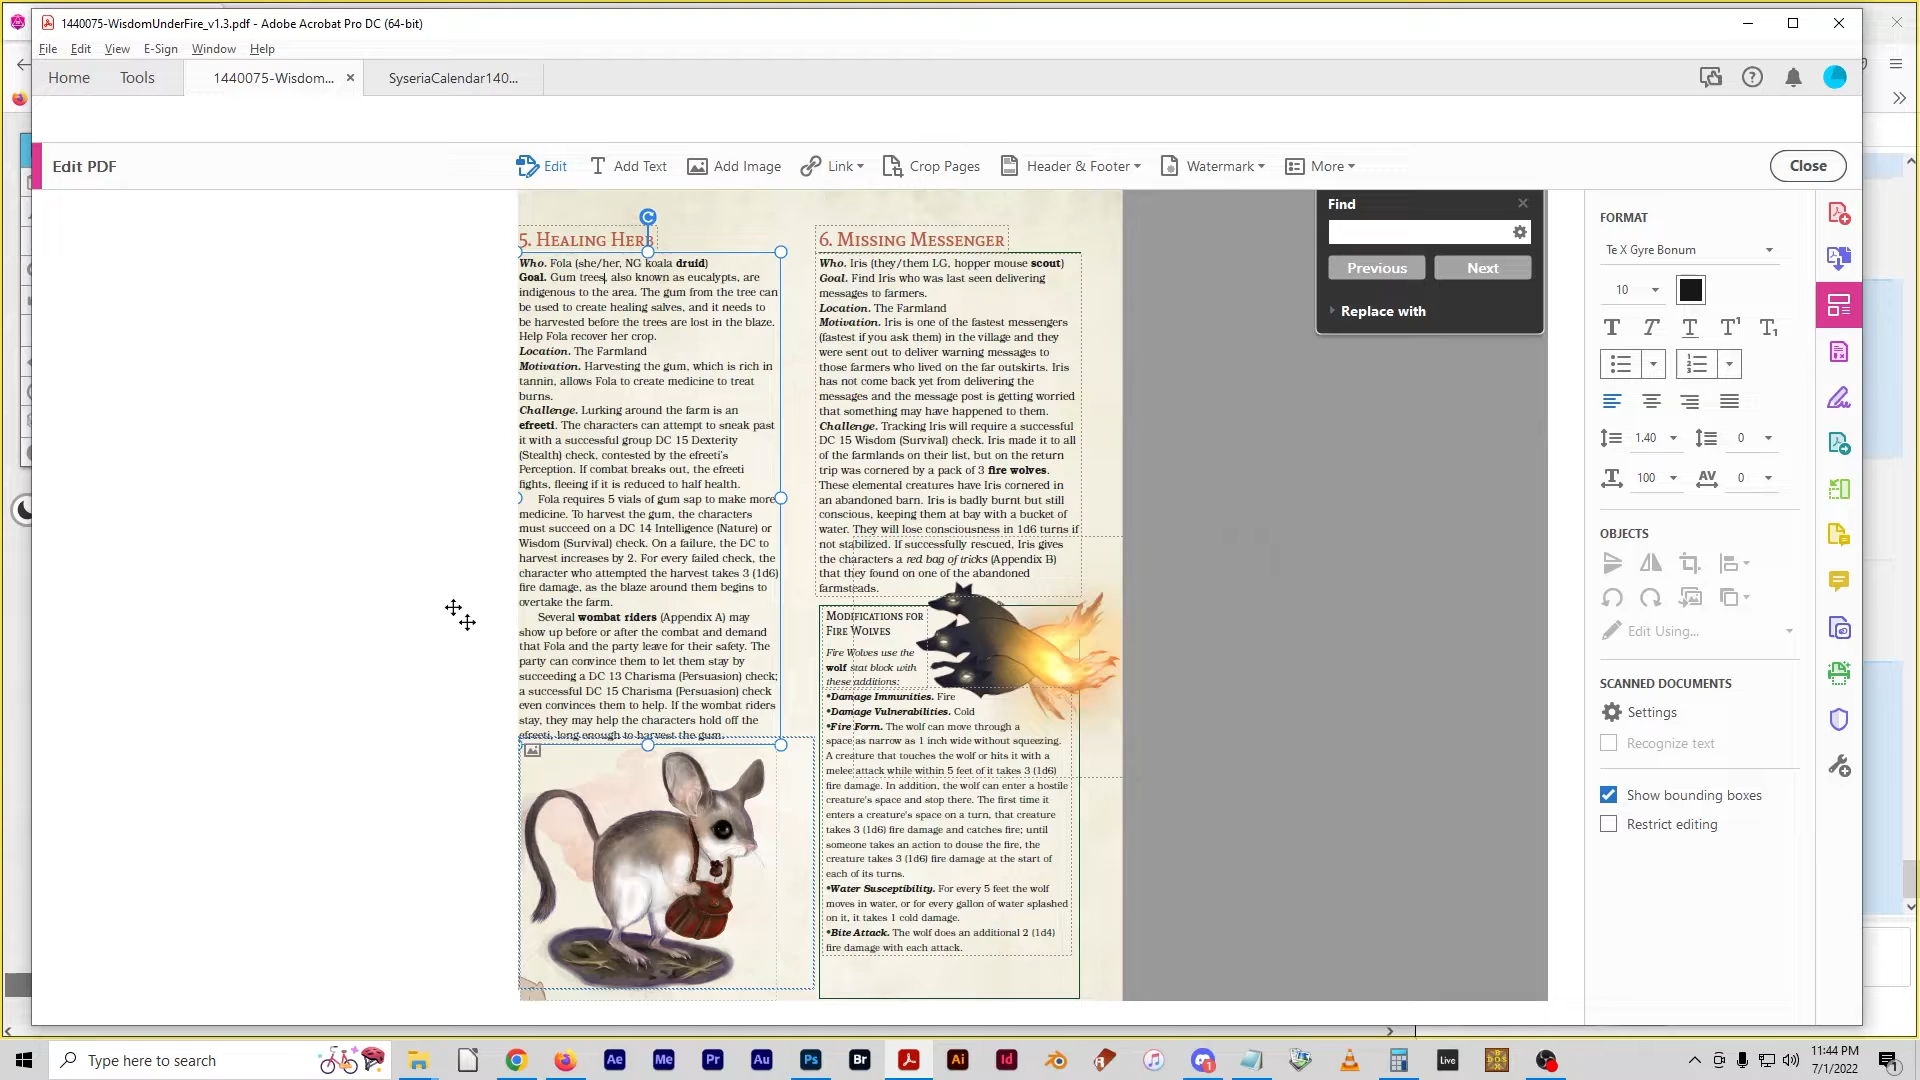 1440075-WisdomUnderFire_v1.3.pdf - Adobe Acrobat Pro DC (64-bit)
File Edit View E-Sign Window Help
Home Tools 1440075-Wisdom... SyseriaCalendar140...
Edit PDF
Edit Add Text Add Image Link Crop Pages Header & Footer Watermark More
Close
5. Healing Herb
Who. Fola (she/her, NG koala druid)
Goal. Gum trees, also known as eucalypts, are
indigenous to the area. The gum from the tree can
be used to create healing salves, and it needs to
be harvested before the trees are lost in the blaze.
Help Fola recover her crop.
Location. The Farmland
Motivation. Harvesting the gum, which is rich in
tannin, allows Fola to create medicine to treat
burns.
Challenge. Lurking around the farm is an
efreeti. The characters can attempt to sneak past
it with a successful group DC 15 Dexterity
(Stealth) check, contested by the efreeti's
Perception. If combat breaks out, the efreeti
fights, fleeing if it is reduced to half health.
Fola requires 5 vials of gum sap to make more
medicine. To harvest the gum, the characters
must succeed on a DC 14 Intelligence (Nature) or
Wisdom (Survival) check. On a failure, the DC to
harvest increases by 2. For every failed check, the
character who attempted the harvest takes 3 (1d6)
fire damage, as the blaze around them begins to
overtake the farm.
Several wombat riders (Appendix A) may
show up before or after the combat and demand
that Fola and the party leave for their safety. The
party can convince them to let them stay by
succeeding a DC 13 Charisma (Persuasion) check;
a successful DC 15 Charisma (Persuasion) check
even convinces them to help. If the wombat riders
stay, they may help the characters hold off the
efreeti, long enough to harvest the gum.
6. Missing Messenger
Who. Iris (they/them LG, hopper mouse scout)
Goal. Find Iris who was last seen delivering
messages to farmers.
Location. The Farmland
Motivation. Iris is one of the fastest messengers
(fastest if you ask them) in the village and they
were sent out to deliver warning messages to
those farmers who lived on the far outskirts. Iris
has not come back yet from delivering the
messages and the message post is getting worried
that something may have happened to them.
Challenge. Tracking Iris will require a successful
DC 15 Wisdom (Survival) check. Iris made it to all
of the farmlands on their list, but on the return
trip was cornered by a pack of 3 fire wolves.
These elemental creatures have Iris cornered in
an abandoned barn. Iris is badly burnt but still
conscious, keeping them at bay with a bucket of
water. They will lose consciousness in 1d6 turns if
not stabilized. If successfully rescued, Iris gives
the characters a red bag of tricks (Appendix B)
that they found on one of the abandoned
farmsteads.
Modifications for
Fire Wolves
Fire Wolves use the
wolf stat block with
these additions:
•Damage Immunities. Fire
•Damage Vulnerabilities. Cold
•Fire Form. The wolf can move through a
space as narrow as 1 inch wide without squeezing.
A creature that touches the wolf or hits it with a
melee attack while within 5 feet of it takes 3 (1d6)
fire damage. In addition, the wolf can enter a hostile
creature's space and stop there. The first time it
enters a creature's space on a turn, that creature
takes 3 (1d6) fire damage and catches fire; until
someone takes an action to douse the fire, the
creature takes 3 (1d6) fire damage at the start of
each of its turns.
•Water Susceptibility. For every 5 feet the wolf
moves in water, or for every gallon of water splashed
on it, it takes 1 cold damage.
•Bite Attack. The wolf does an additional 2 (1d4)
fire damage with each attack.
Find
Previous Next
Replace with
FORMAT
Te X Gyre Bonum
10
1.40 0
100 0
OBJECTS
Edit Using...
SCANNED DOCUMENTS
Settings
Recognize text
Show bounding boxes
Restrict editing
Type here to search
Ae Me Pr Au Ps Br Ai Id Live
11:44 PM
7/1/2022